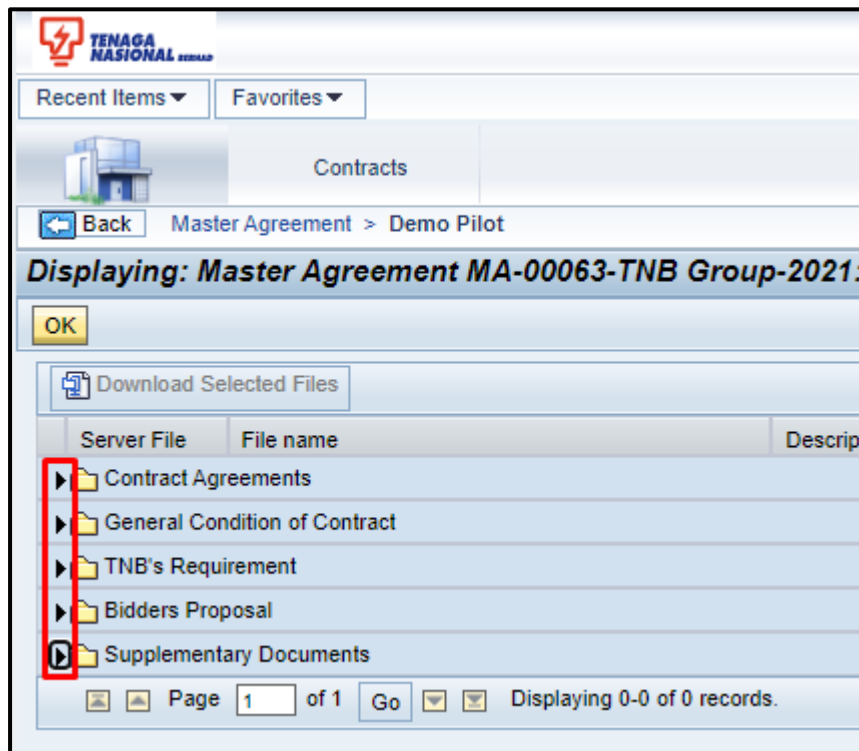 TENAGA
NASIONAL BERHAD
Recent Items Favorites
Contracts
Back Master Agreement > Demo Pilot
Displaying: Master Agreement MA-00063-TNB Group-2021:
OK
Download Selected Files
Server File File name Descrip
Contract Agreements
General Condition of Contract
TNB's Requirement
Bidders Proposal
Supplementary Documents
Page 1 of 1 Go Displaying 0-0 of 0 records.